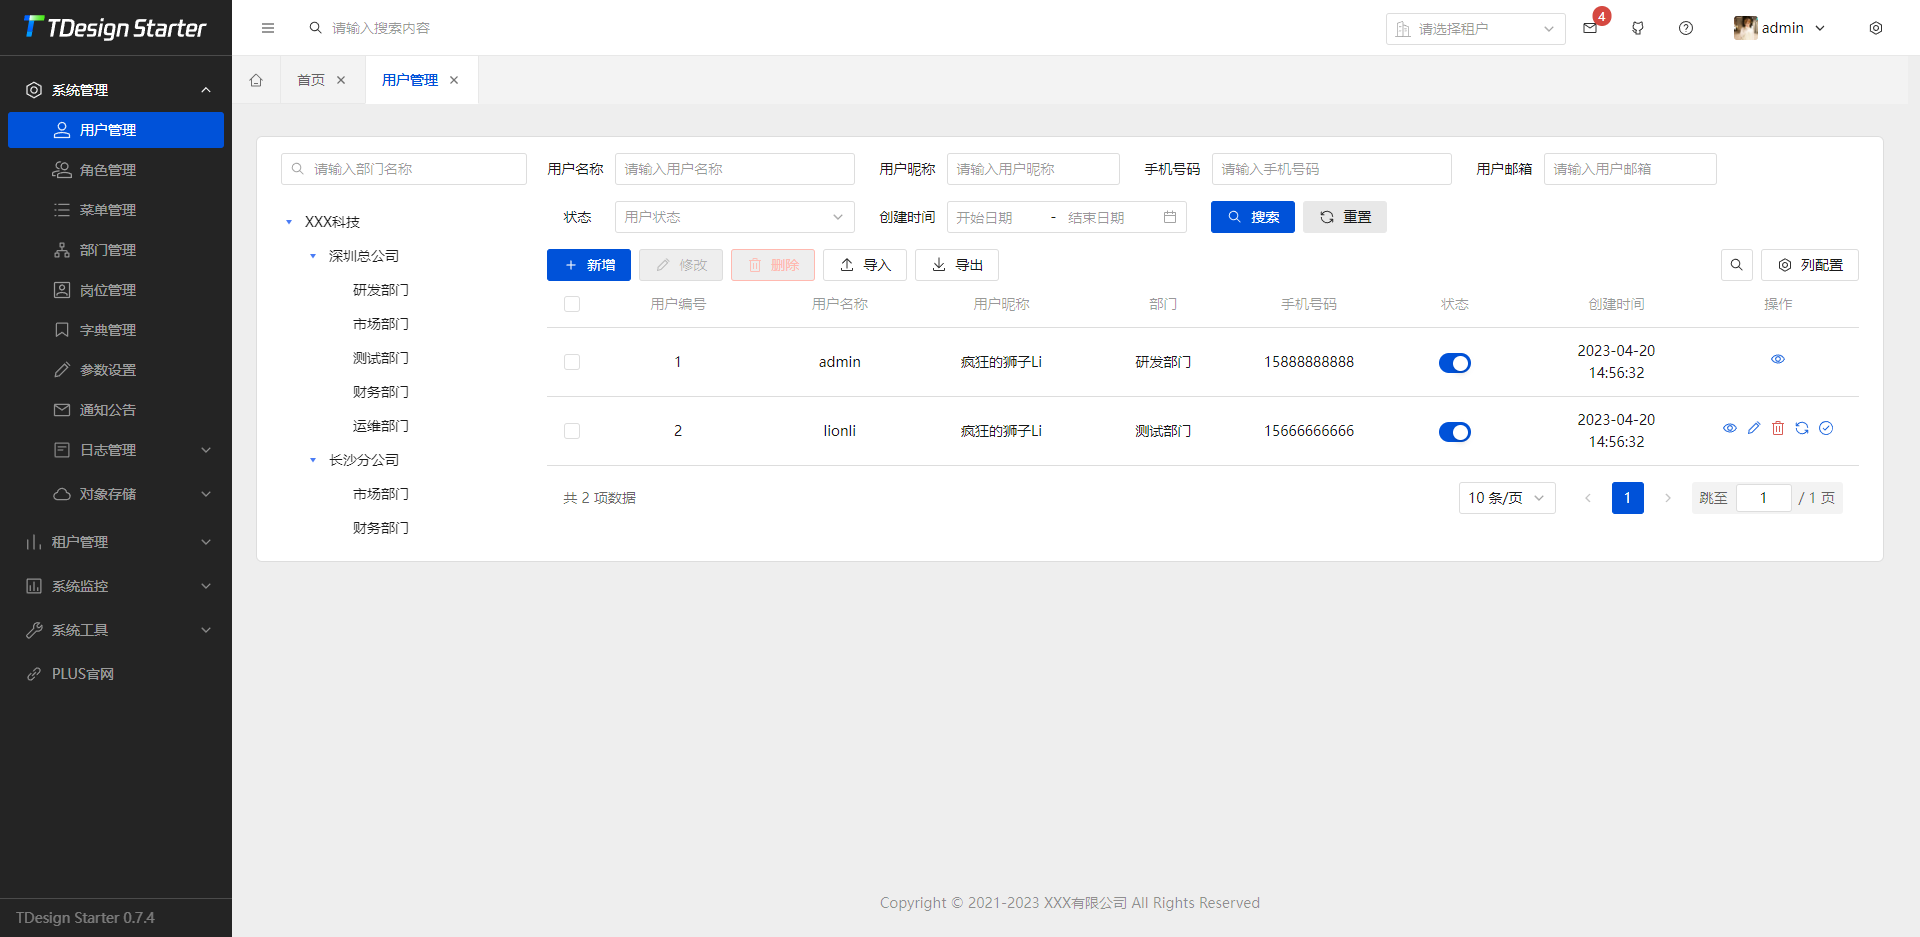 TDesign Starter
系统管理
用户管理
角色管理
菜单管理
部门管理
岗位管理
字典管理
参数设置
通知公告
日志管理
对象存储
租户管理
系统监控
系统工具
PLUS官网
TDesign Starter 0.7.4
请输入搜索内容
请选择租户
4
admin
首页
用户管理
请输入部门名称
XXX科技
深圳总公司
研发部门
市场部门
测试部门
财务部门
运维部门
长沙分公司
市场部门
财务部门
用户名称 请输入用户名称 用户昵称 请输入用户昵称 手机号码 请输入手机号码 用户邮箱 请输入用户邮箱
状态 用户状态 创建时间 开始日期 - 结束日期 搜索 重置
新增 修改 删除 导入 导出 列配置
用户编号 用户名称 用户昵称 部门 手机号码 状态 创建时间 操作
1 admin 疯狂的狮子Li 研发部门 15888888888 2023-04-20
14:56:32
2 lionli 疯狂的狮子Li 测试部门 15666666666 2023-04-20
14:56:32
共 2 项数据 10 条/页 1 跳至 1 / 1 页
Copyright © 2021-2023 XXX有限公司 All Rights Reserved